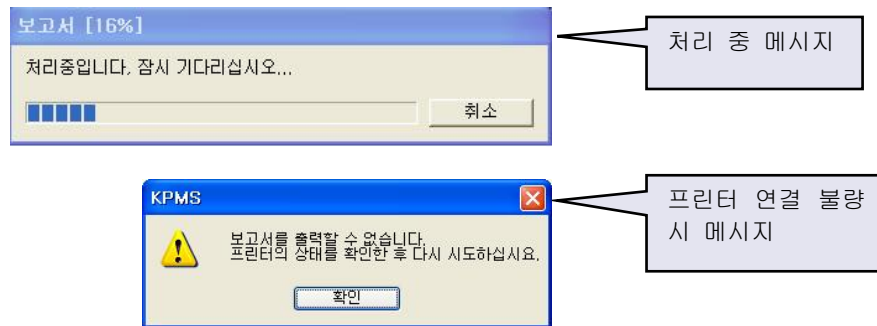 보고서 [16%]
처리 중 메시지
처리중입니다, 잠시 기다리십시오...
취소
KPMS
프린터 연결 불량
시 메시지
보고서를 출력할 수 없습니다.
프린터의 상태를 확인한 후 다시 시도하십시요.
확인